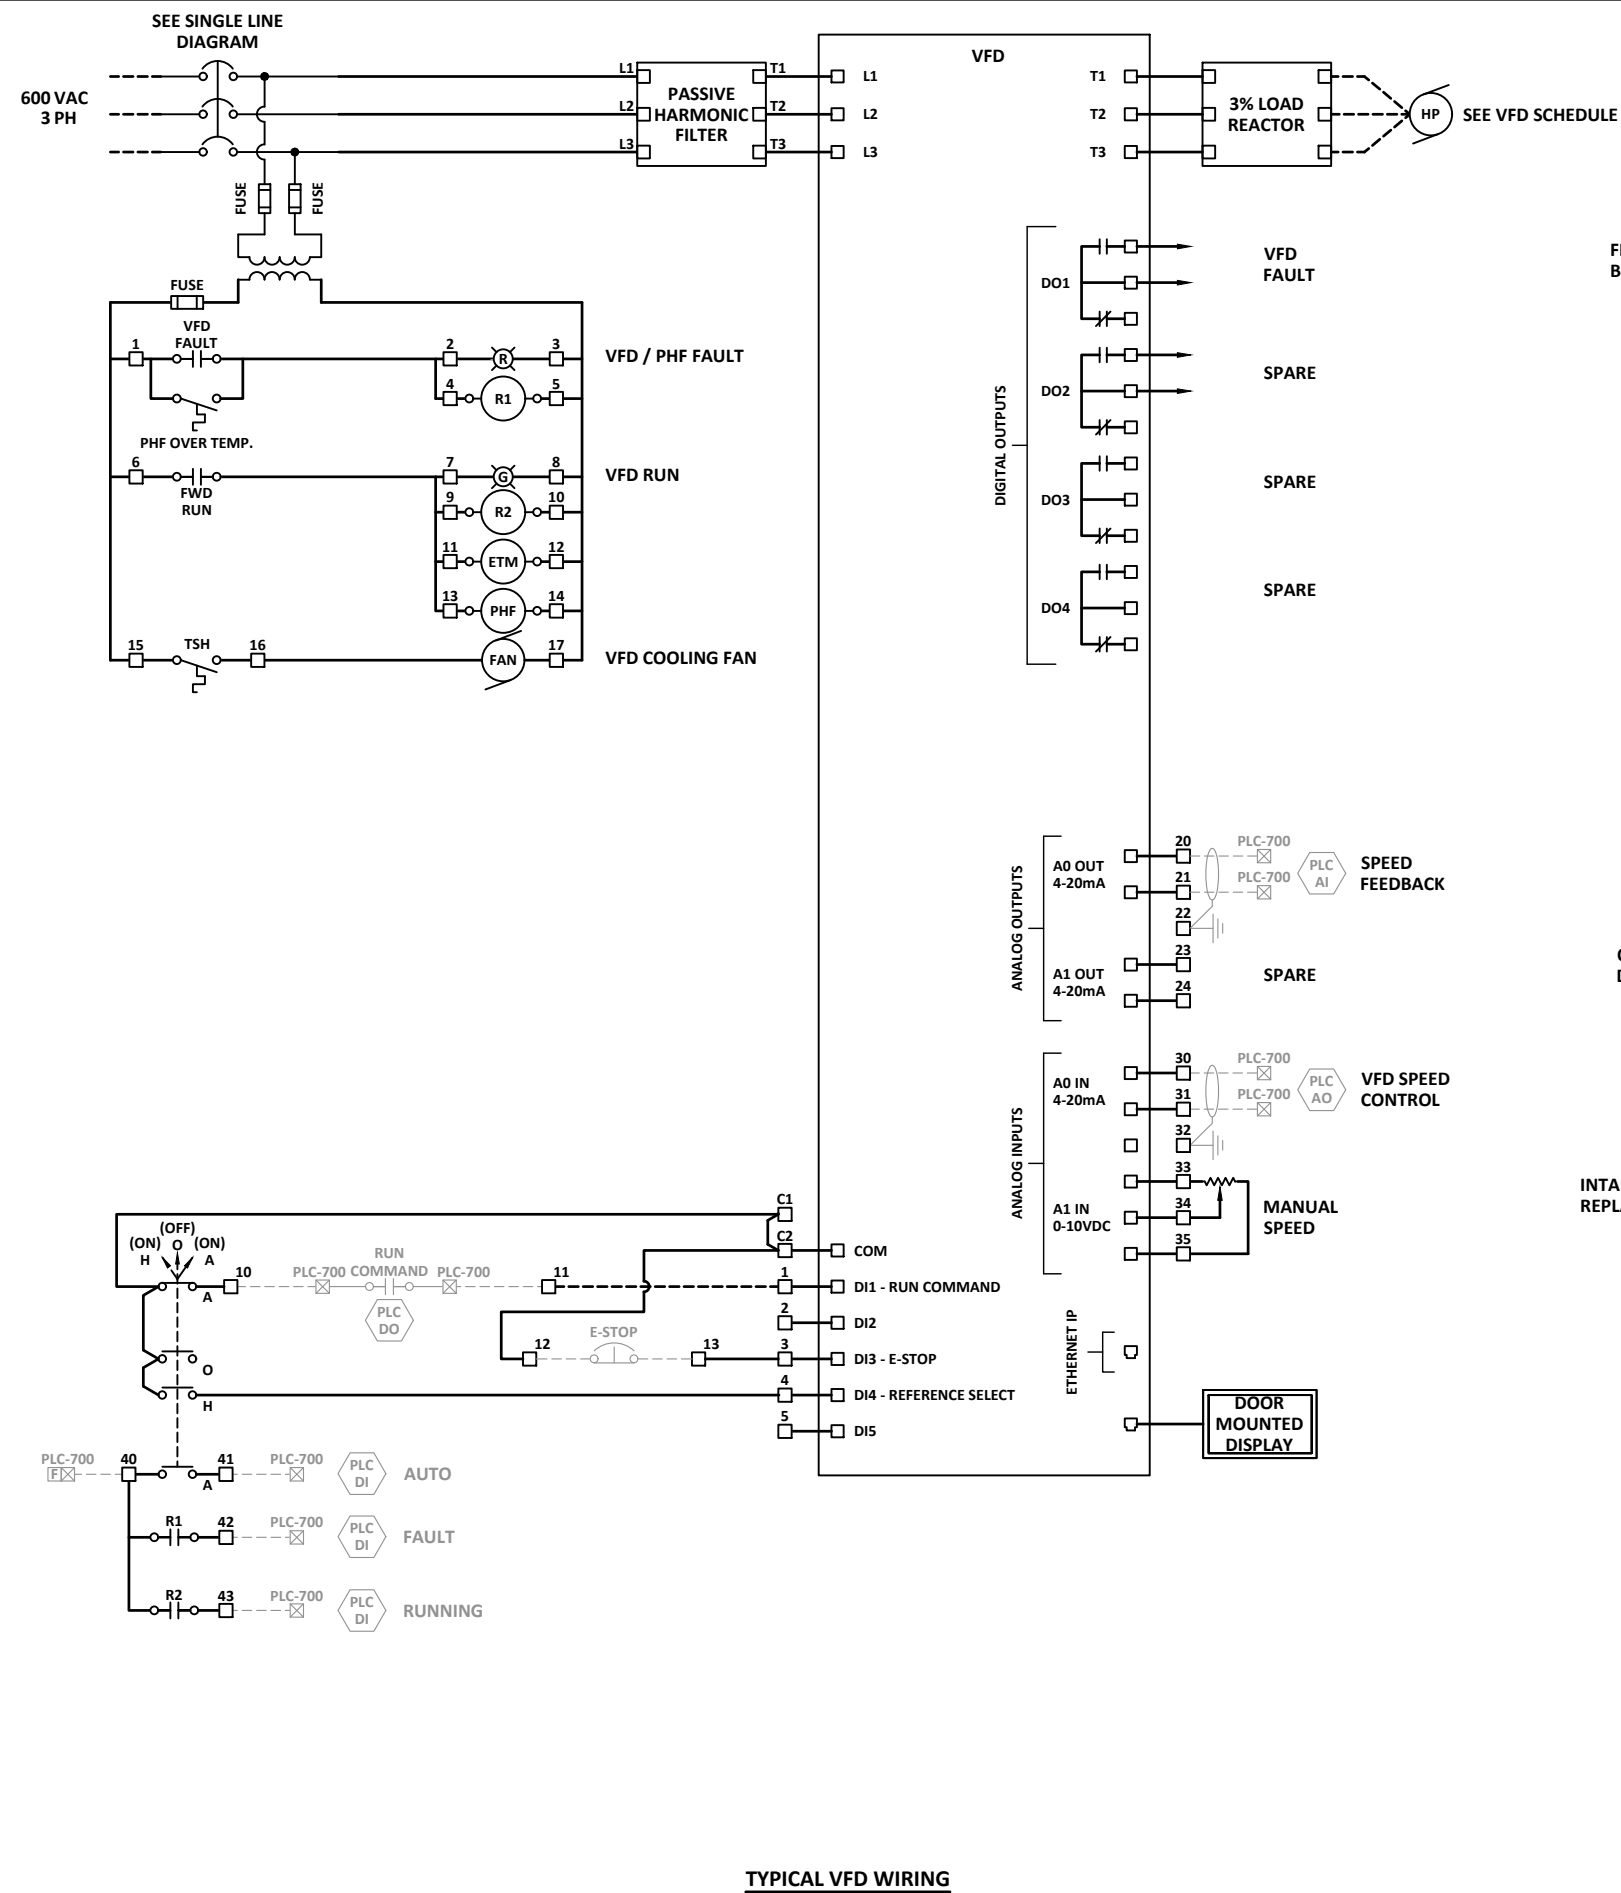 SEE SINGLE LINE
DIAGRAM
600 VAC
3 PH
L1
L2
L3
PASSIVE
HARMONIC
FILTER
T1
T2
T3
VFD
L1
L2
L3
T1
T2
T3
3% LOAD
REACTOR
HP
SEE VFD SCHEDULE
FUSE
FUSE
FUSE
VFD
FAULT
1
2
R
3
VFD / PHF FAULT
4
R1
5
PHF OVER TEMP.
6
FWD
RUN
7
G
8
VFD RUN
9
R2
10
11
ETM
12
13
PHF
14
15
TSH
16
FAN
17
VFD COOLING FAN
DIGITAL OUTPUTS
DO1
VFD
FAULT
DO2
SPARE
DO3
SPARE
DO4
SPARE
ANALOG OUTPUTS
A0 OUT
4-20mA
20
PLC-700
21
PLC-700
22
PLC
AI
SPEED
FEEDBACK
A1 OUT
4-20mA
23
24
SPARE
ANALOG INPUTS
A0 IN
4-20mA
30
PLC-700
31
PLC-700
32
PLC
AO
VFD SPEED
CONTROL
A1 IN
0-10VDC
33
34
35
MANUAL
SPEED
ETHERNET IP
DOOR
MOUNTED
DISPLAY
C1
C2
COM
(OFF)
(ON) O (ON)
H A
A
10
PLC-700
RUN
COMMAND
PLC-700
PLC
DO
11
1
DI1 - RUN COMMAND
2
DI2
O
12
E-STOP
13
3
DI3 - E-STOP
H
4
DI4 - REFERENCE SELECT
5
DI5
PLC-700
F
40
A
41
PLC-700
PLC
DI
AUTO
R1
42
PLC-700
PLC
DI
FAULT
R2
43
PLC-700
PLC
DI
RUNNING
INTA
REPL
TYPICAL VFD WIRING